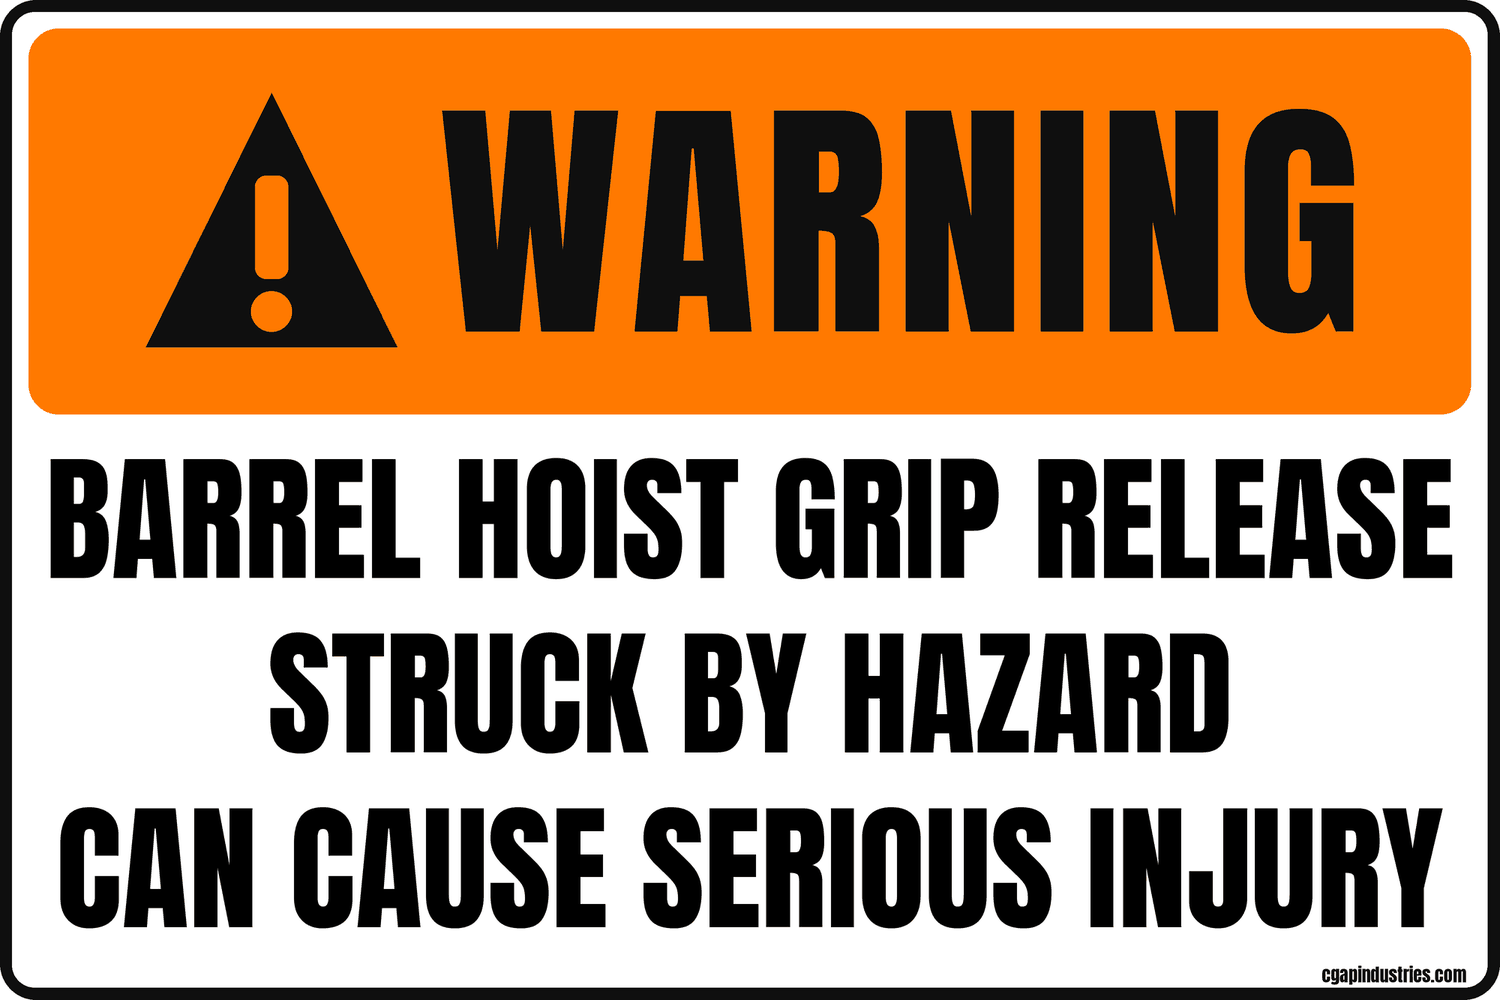 WARNING
BARREL HOIST GRIP RELEASE
STRUCK BY HAZARD
CAN CAUSE SERIOUS INJURY
cgapindustries.com